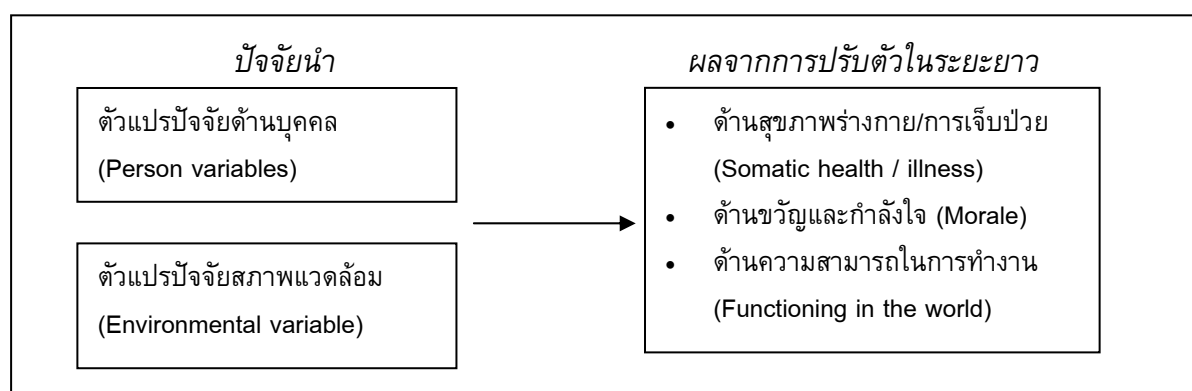 ปัจจัยนำ
ตัวแปรปัจจัยด้านบุคคล
(Person variables)
ตัวแปรปัจจัยสภาพแวดล้อม
(Environmental variable)
ผลจากการปรับตัวในระยะยาว
• ด้านสุขภาพร่างกาย/การเจ็บป่วย
(Somatic health / illness)
• ด้านขวัญและกำลังใจ (Morale)
• ด้านความสามารถในการทำงาน
(Functioning in the world)